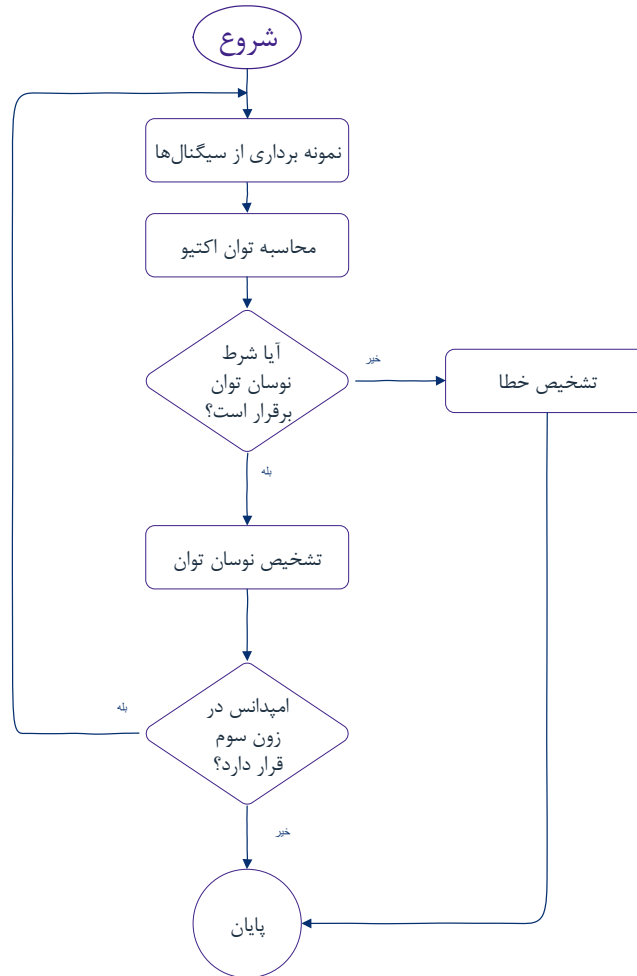 شروع
نمونه برداری از سیگنال‌ها
محاسبه توان اکتیو
آیا شرط
نوسان توان
برقرار است؟
خیر
تشخیص خطا
بله
تشخیص نوسان توان
امپدانس در
زون سوم
قرار دارد؟
بله
خیر
پایان